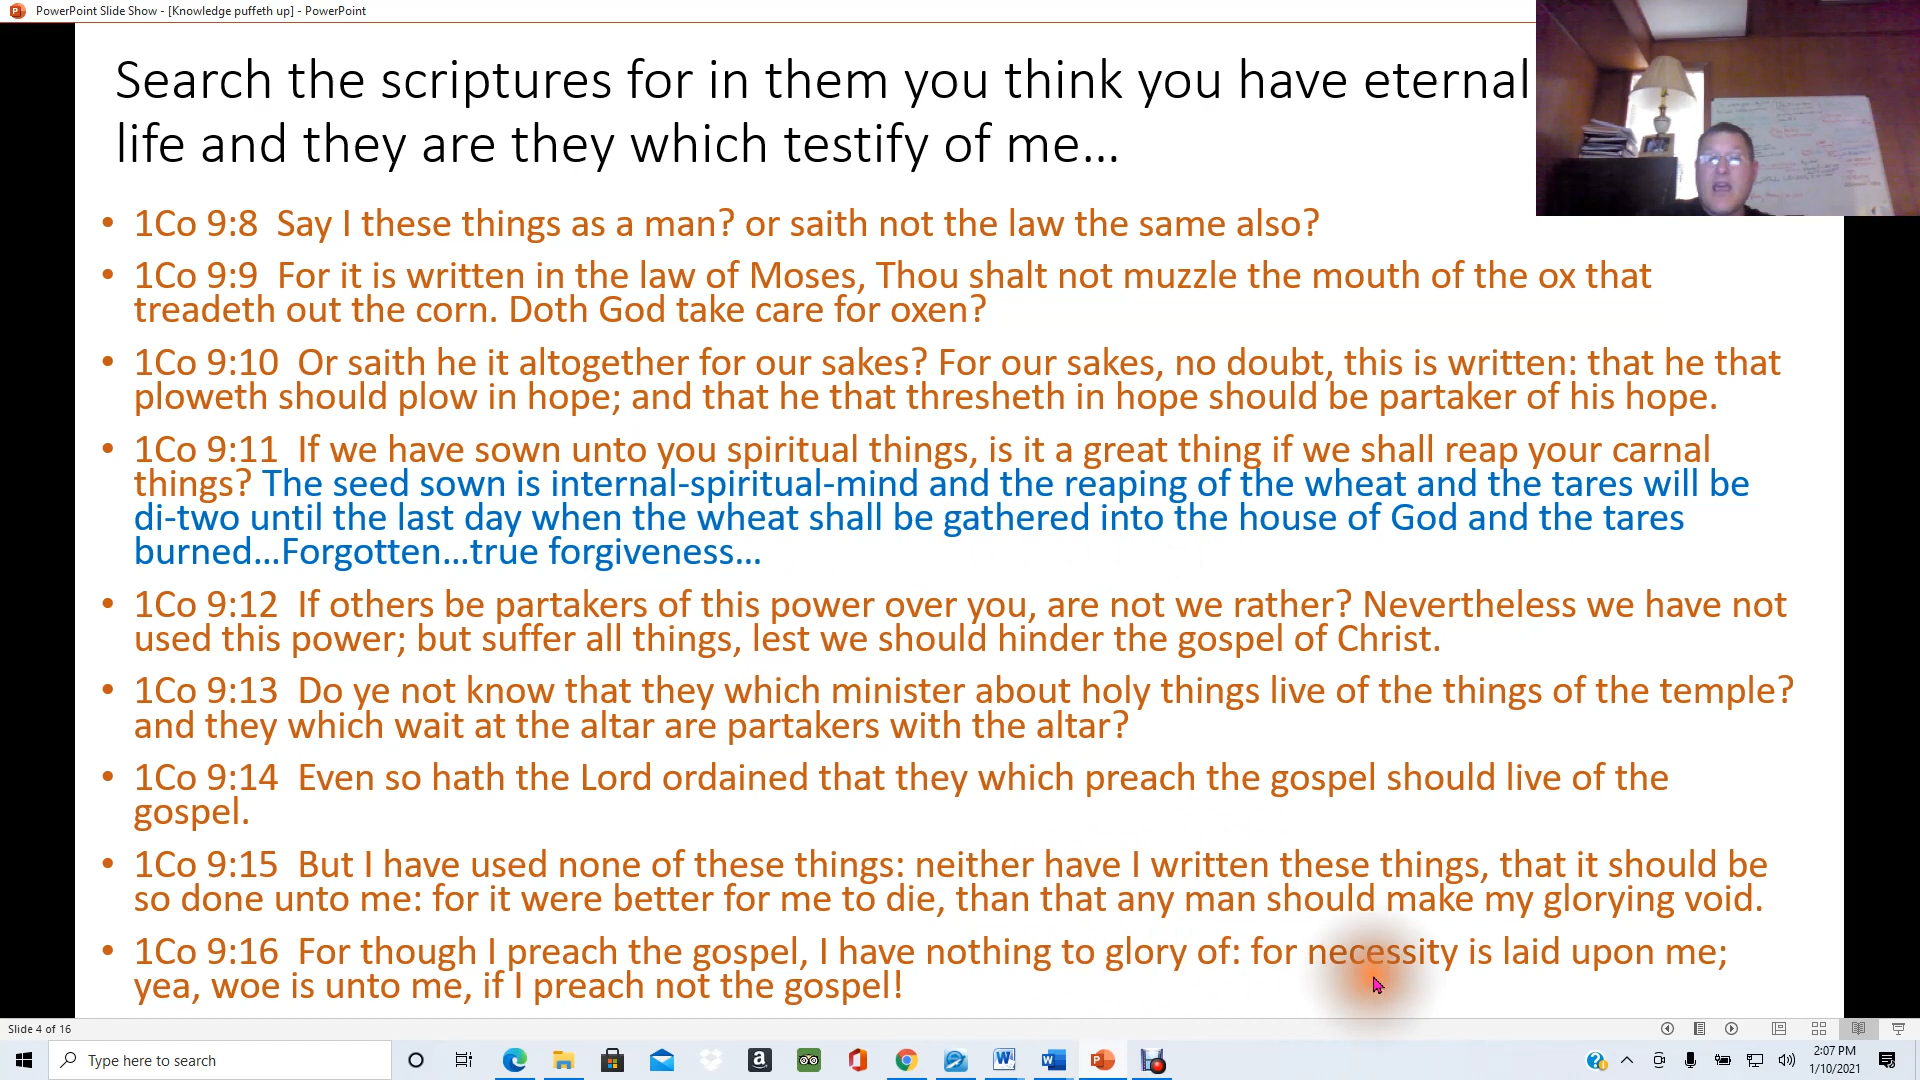 PowerPoint Slide Show - [Knowledge puffeth up] - PowerPoint
Search the scriptures for in them you think you have eternal
life and they are they which testify of me...
• 1Co 9:8  Say I these things as a man? or saith not the law the same also?
• 1Co 9:9  For it is written in the law of Moses, Thou shalt not muzzle the mouth of the ox that
treadeth out the corn. Doth God take care for oxen?
• 1Co 9:10  Or saith he it altogether for our sakes? For our sakes, no doubt, this is written: that he that
ploweth should plow in hope; and that he that thresheth in hope should be partaker of his hope.
• 1Co 9:11  If we have sown unto you spiritual things, is it a great thing if we shall reap your carnal
things? The seed sown is internal-spiritual-mind and the reaping of the wheat and the tares will be
di-two until the last day when the wheat shall be gathered into the house of God and the tares
burned...Forgotten...true forgiveness...
• 1Co 9:12  If others be partakers of this power over you, are not we rather? Nevertheless we have not
used this power; but suffer all things, lest we should hinder the gospel of Christ.
• 1Co 9:13  Do ye not know that they which minister about holy things live of the things of the temple?
and they which wait at the altar are partakers with the altar?
• 1Co 9:14  Even so hath the Lord ordained that they which preach the gospel should live of the
gospel.
• 1Co 9:15  But I have used none of these things: neither have I written these things, that it should be
so done unto me: for it were better for me to die, than that any man should make my glorying void.
• 1Co 9:16  For though I preach the gospel, I have nothing to glory of: for necessity is laid upon me;
yea, woe is unto me, if I preach not the gospel!
Slide 4 of 16
Type here to search
2:07 PM
1/10/2021